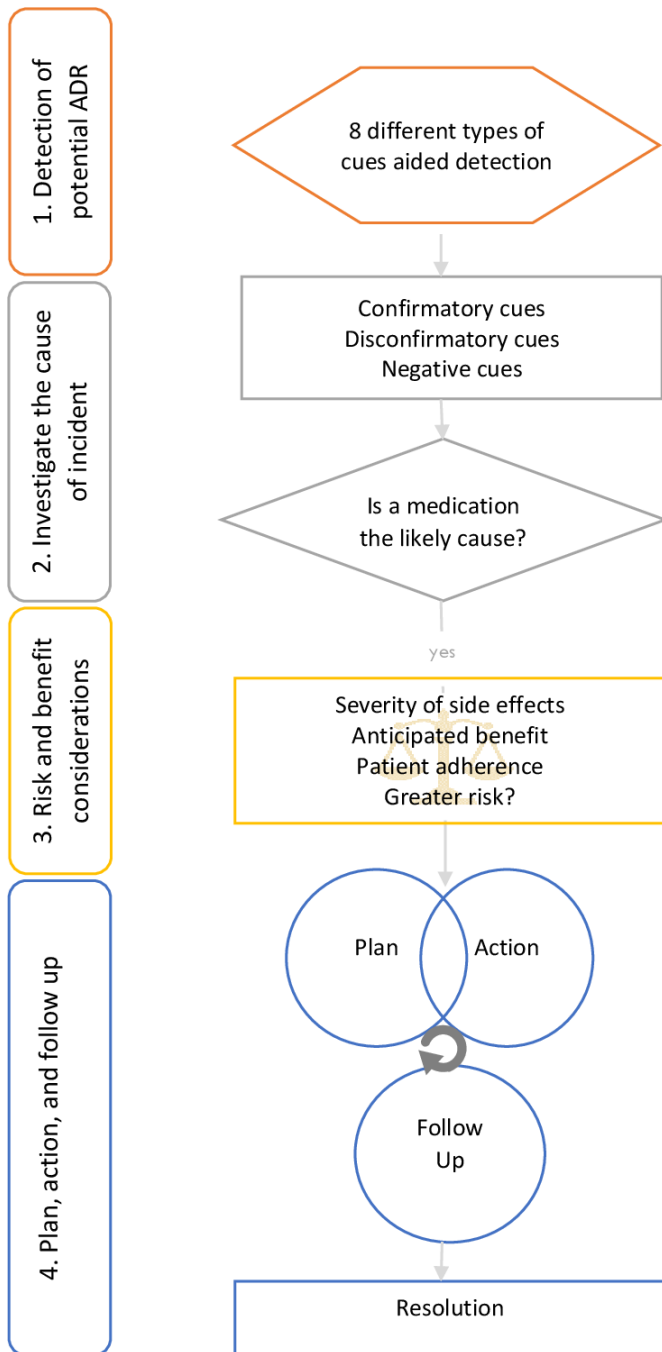 1. Detection of
potential ADR
8 different types of
cues aided detection
2. Investigate the cause
of incident
Confirmatory cues
Disconfirmatory cues
Negative cues
Is a medication
the likely cause?
yes
3. Risk and benefit
considerations
Severity of side effects
Anticipated benefit
Patient adherence
Greater risk?
4. Plan, action, and follow up
Plan
Action
Follow
Up
Resolution